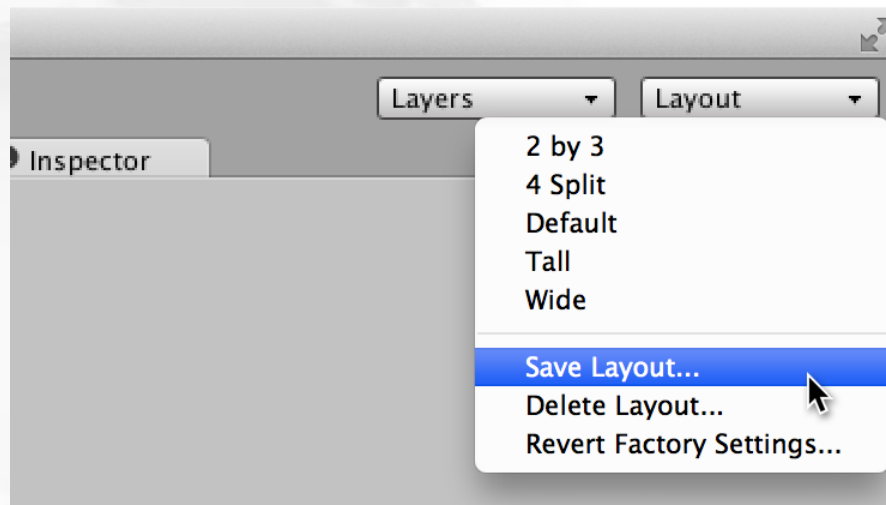 Layers
Layout
Inspector
2 by 3
4 Split
Default
Tall
Wide
Save Layout...
Delete Layout...
Revert Factory Settings...